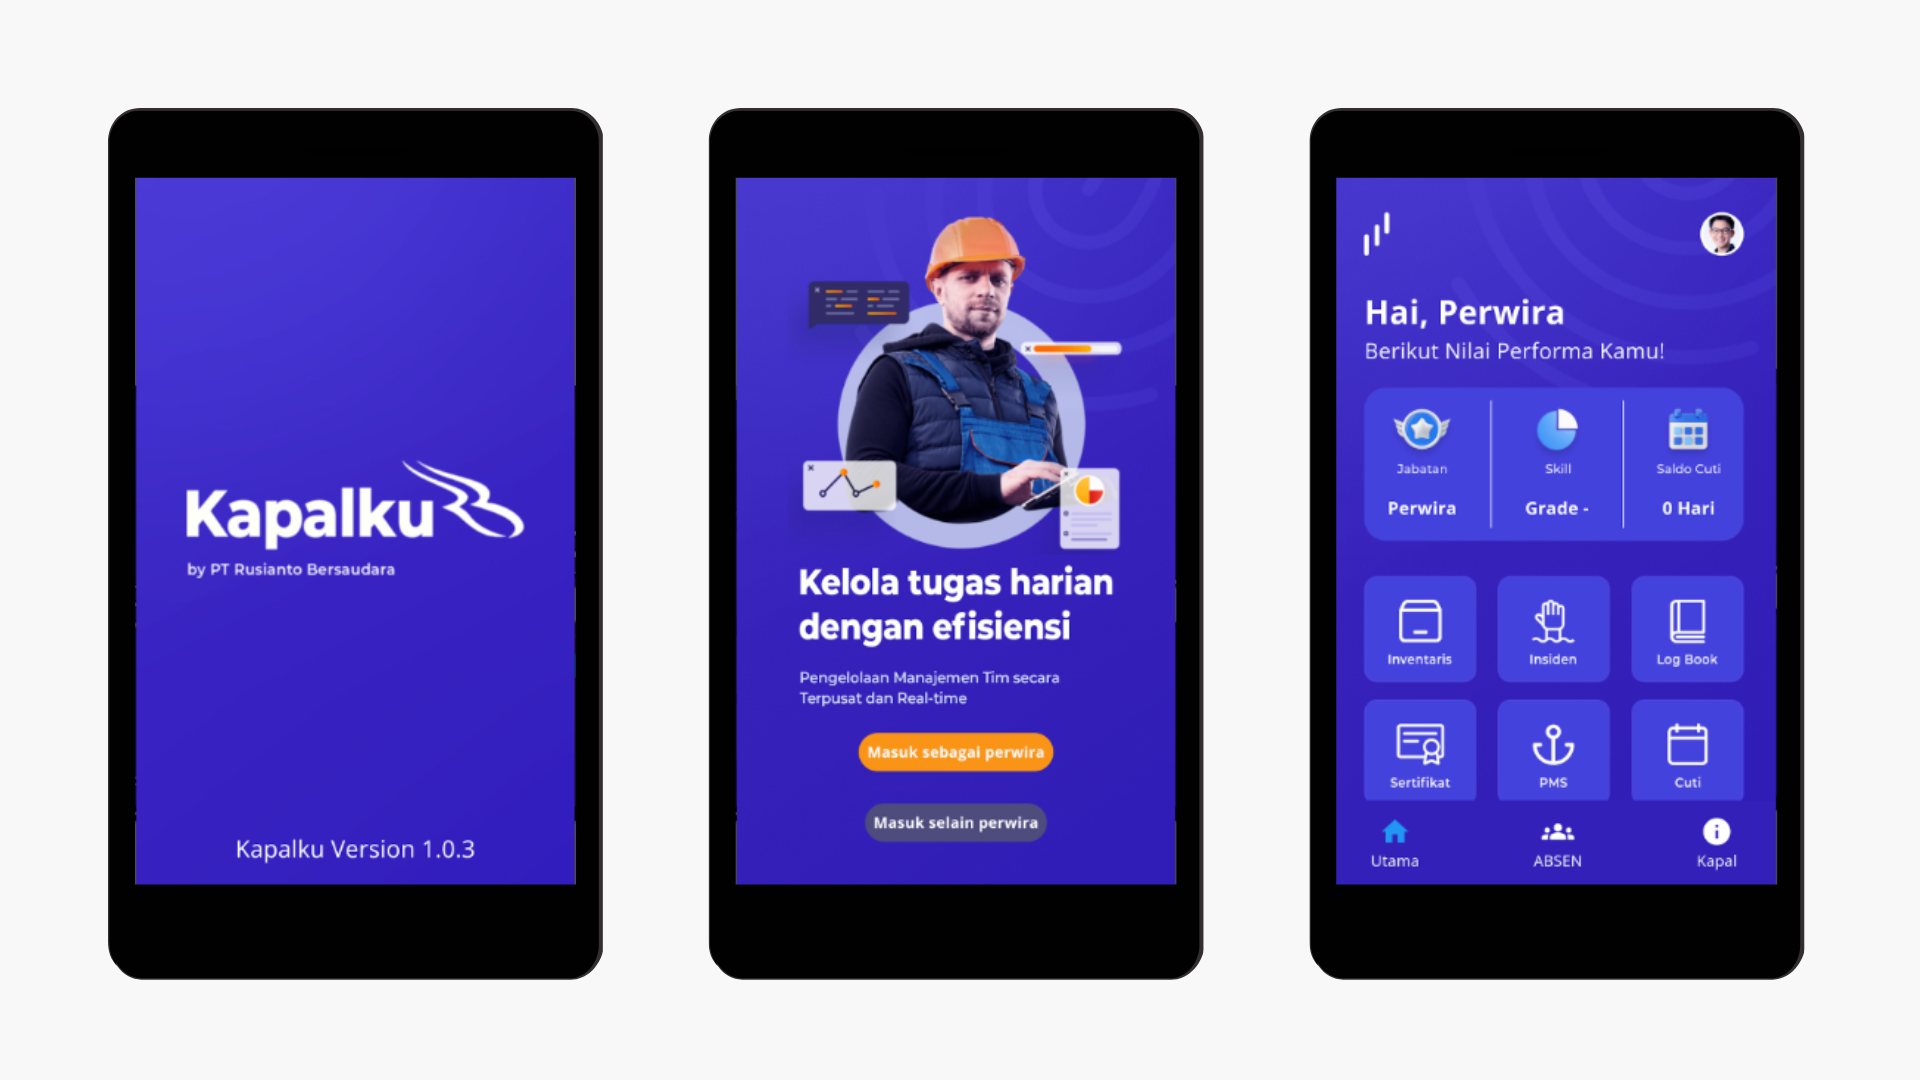 Kapalku
by PT Rusianto Bersaudara
Kapalku Version 1.0.3
Kelola tugas harian
dengan efisiensi
Pengelolaan Manajemen Tim secara
Terpusat dan Real-time
Masuk sebagai perwira
Masuk selain perwira
Hai, Perwira
Berikut Nilai Performa Kamu!
Jabatan
Skill
Saldo Cuti
Perwira
Grade -
0 Hari
Inventaris
Insiden
Log Book
Sertifikat
PMS
Cuti
Utama
ABSEN
Kapal